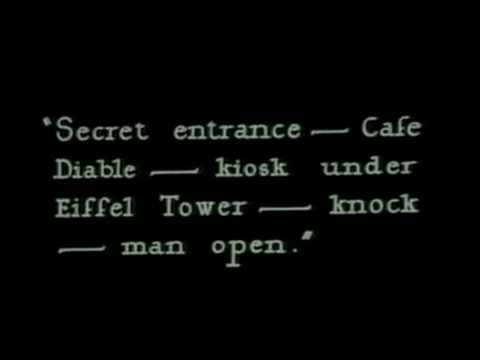 "Secret entrance — Cafe
Diable — kiosk under
Eiffel Tower — knock
— man open."